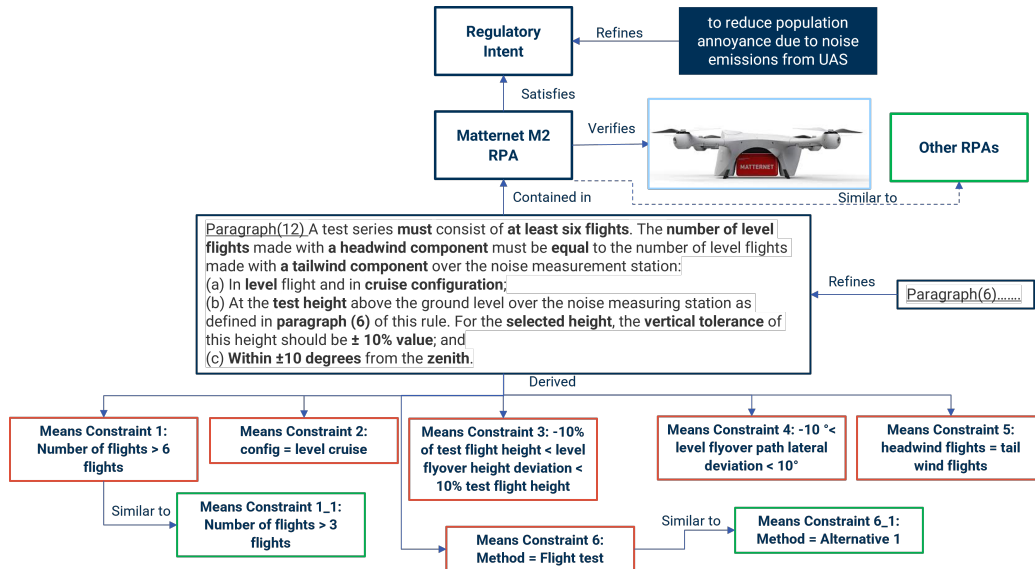 Regulatory
Intent
Refines
to reduce population
annoyance due to noise
emissions from UAS
Satisfies
Matternet M2
RPA
Verifies
MATTERNET
Other RPAs
Contained in
Similar to
Paragraph(12) A test series must consist of at least six flights. The number of level
flights made with a headwind component must be equal to the number of level flights
made with a tailwind component over the noise measurement station:
(a) In level flight and in cruise configuration;
(b) At the test height above the ground level over the noise measuring station as
defined in paragraph (6) of this rule. For the selected height, the vertical tolerance of
this height should be ± 10% value; and
(c) Within ±10 degrees from the zenith.
Refines
Paragraph(6).......
Derived
Means Constraint 1:
Number of flights > 6
flights
Means Constraint 2:
config = level cruise
Means Constraint 3: -10%
of test flight height < level
flyover height deviation <
10% test flight height
Means Constraint 4: -10 °<
level flyover path lateral
deviation < 10°
Means Constraint 5:
headwind flights = tail
wind flights
Similar to
Means Constraint 1_1:
Number of flights > 3
flights
Means Constraint 6:
Method = Flight test
Similar to
Means Constraint 6_1:
Method = Alternative 1